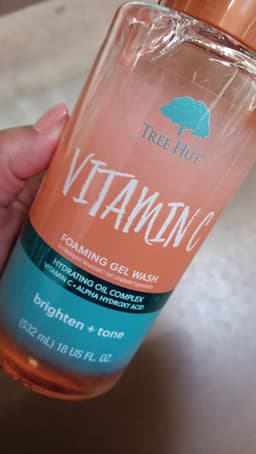 TREE HUT
VITAMIN C
FOAMING GEL WASH
HYDRATING OIL COMPLEX
VITAMIN C • ALPHA HYDROXY ACID
brighten + tone
(532 mL) 18 US FL. OZ.